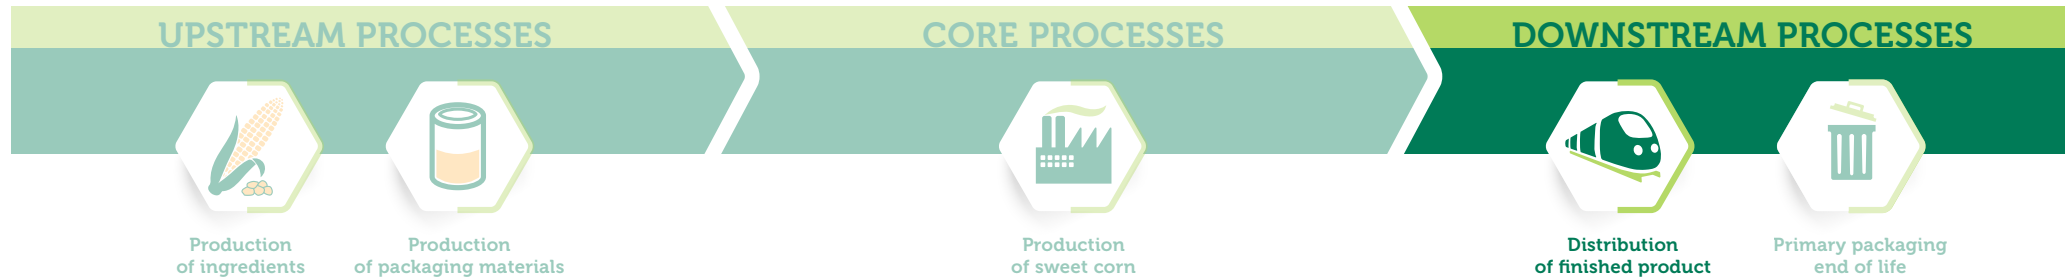 UPSTREAM PROCESSES
CORE PROCESSES
DOWNSTREAM PROCESSES
Production
of ingredients
Production
of packaging materials
Production
of sweet corn
Distribution
of finished product
Primary packaging
end of life